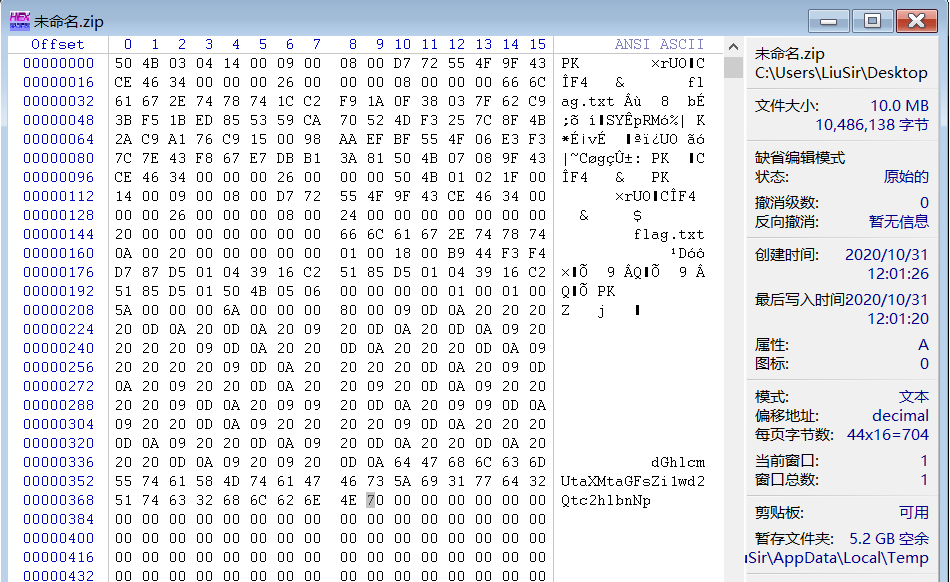 HEX 未命名.zip
Offset 0 1 2 3 4 5 6 7 8 9 10 11 12 13 14 15 ANSI ASCII
00000000 50 4B 03 04 14 00 09 00 08 00 D7 72 55 4F 9F 43 PK ×rUO C
00000016 CE 46 34 00 00 00 26 00 00 00 08 00 00 00 66 6C ÎF4 & fl
00000032 61 67 2E 74 78 74 1C C2 F9 1A 0F 38 03 7F 62 C9 ag.txt Âù 8 bÉ
00000048 3B F5 1B ED 85 53 59 CA 70 52 4D F3 25 7C 8F 4B ;õ í SYÊpRMó%| K
00000064 2A C9 A1 76 C9 15 00 98 AA EF BF 55 4F 06 E3 F3 *É¡vÉ ªï¿UO ãó
00000080 7C 7E 43 F8 67 E7 DB B1 3A 81 50 4B 07 08 9F 43 |~CøgçÛ±: PK C
00000096 CE 46 34 00 00 00 26 00 00 00 50 4B 01 02 1F 00 ÎF4 & PK
00000112 14 00 09 00 08 00 D7 72 55 4F 9F 43 CE 46 34 00 ×rUO CÎF4
00000128 00 00 26 00 00 00 08 00 24 00 00 00 00 00 00 00 & $
00000144 20 00 00 00 00 00 00 00 66 6C 61 67 2E 74 78 74 flag.txt
00000160 0A 00 20 00 00 00 00 00 01 00 18 00 B9 44 F3 F4 ¹Dóô
00000176 D7 87 D5 01 04 39 16 C2 51 85 D5 01 04 39 16 C2 × Õ 9 ÂQ Õ 9 Â
00000192 51 85 D5 01 50 4B 05 06 00 00 00 00 01 00 01 00 Q Õ PK
00000208 5A 00 00 00 6A 00 00 00 80 00 09 0D 0A 20 20 20 Z j
00000224 20 0D 0A 20 0D 0A 20 09 20 0D 0A 20 0D 0A 09 20
00000240 20 20 20 09 0D 0A 20 20 0D 0A 20 20 20 0D 0A 09
00000256 20 20 20 20 09 0D 0A 20 20 0D 0A 20 20 09 0D
00000272 0A 20 09 20 20 0D 0A 20 20 09 20 0D 0A 09 20 20
00000288 20 20 09 0D 0A 20 09 09 20 0D 0A 20 09 09 0D 0A
00000304 09 20 20 0D 0A 09 20 20 20 09 0D 0A 20 20 20 20
00000320 0D 0A 09 20 20 0D 0A 20 20 0D 0A 20 20 0D 0A 20
00000336 20 20 0D 0A 09 20 09 20 0D 0A 64 47 68 6C 63 6D dGhlcm
00000352 55 74 61 58 4D 74 61 47 46 73 5A 69 31 77 64 32 UtaXMtaGFsZi1wd2
00000368 51 74 63 32 68 6C 62 6E 4E 70 00 00 00 00 00 00 Qtc2hlbnNp
00000384 00 00 00 00 00 00 00 00 00 00 00 00 00 00 00 00
00000400 00 00 00 00 00 00 00 00 00 00 00 00 00 00 00 00
00000416 00 00 00 00 00 00 00 00 00 00 00 00 00 00 00 00
00000432 00 00 00 00 00 00 00 00 00 00 00 00 00 00 00 00
未命名.zip
C:\Users\LiuSir\Desktop
文件大小: 10.0 MB
10,486,138 字节
缺省编辑模式
状态: 原始的
撤消级数: 0
反向撤消: 暂无信息
创建时间: 2020/10/31
12:01:26
最后写入时间2020/10/31
12:01:20
属性: A
图标: 0
模式: 文本
偏移地址: decimal
每页字节数: 44x16=704
当前窗口: 1
窗口总数: 1
剪贴板: 可用
暂存文件夹: 5.2 GB 空余
uSir\AppData\Local\Temp